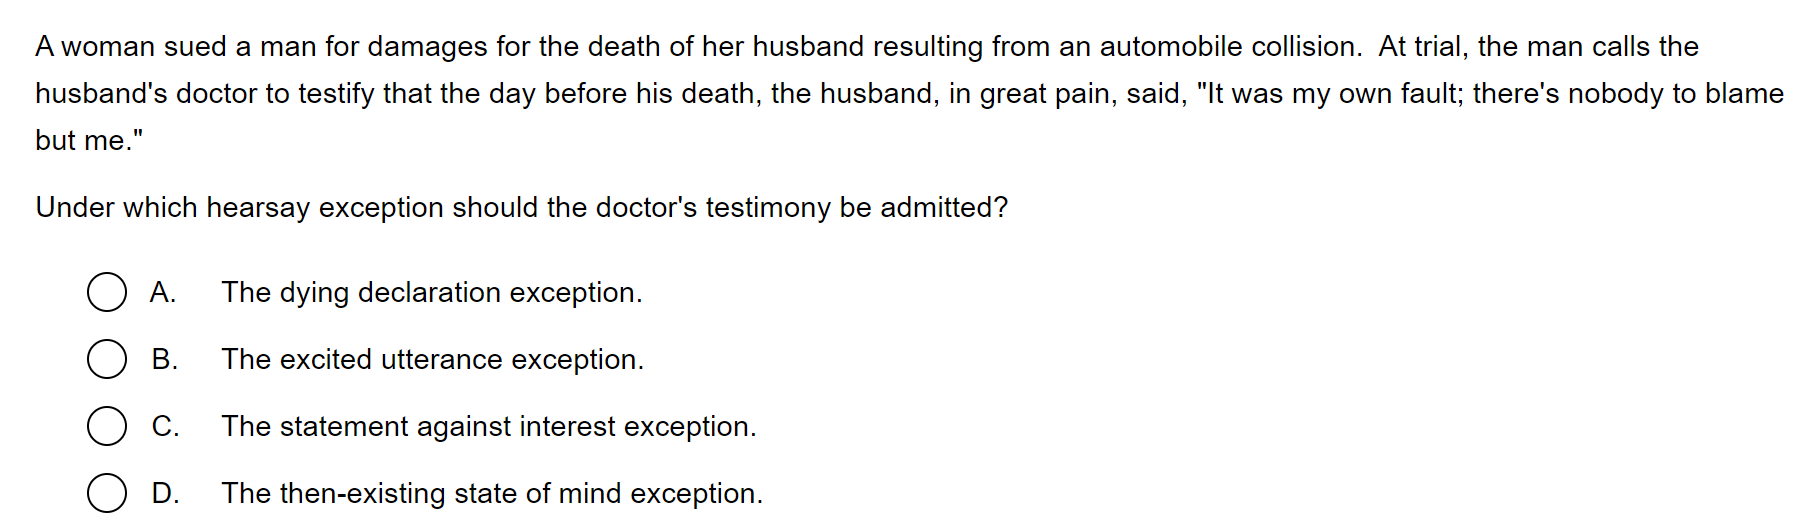 A woman sued a man for damages for the death of her husband resulting from an automobile collision.  At trial, the man calls the
husband's doctor to testify that the day before his death, the husband, in great pain, said, "It was my own fault; there's nobody to blame
but me."
Under which hearsay exception should the doctor's testimony be admitted?
A. The dying declaration exception.
B. The excited utterance exception.
C. The statement against interest exception.
D. The then-existing state of mind exception.